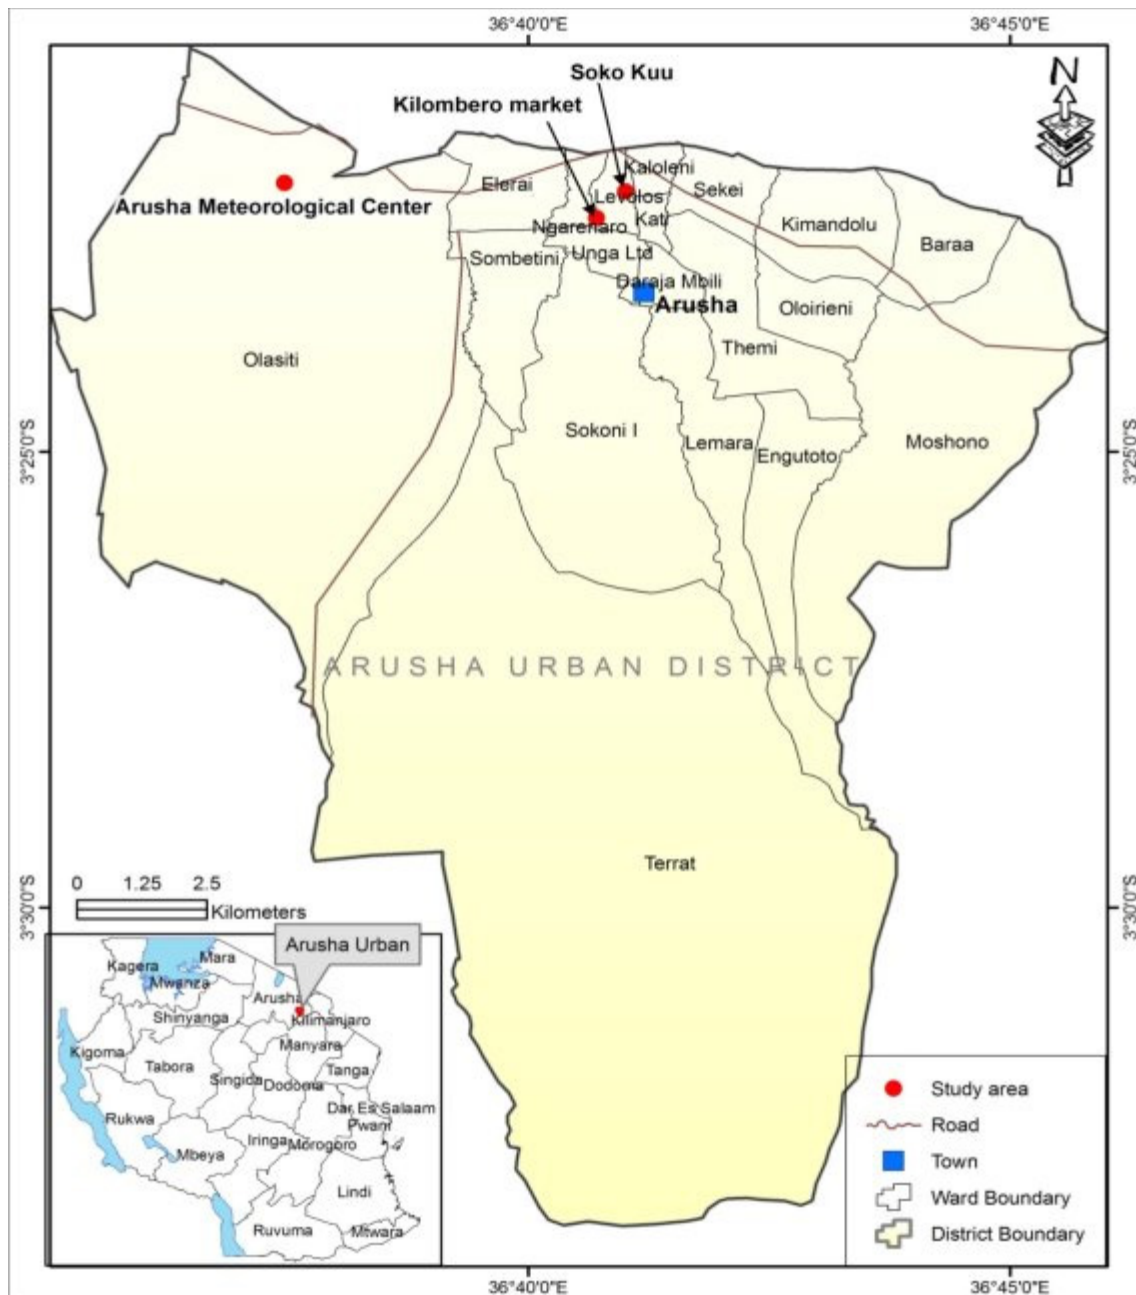 36°40'0"E
36°45'0"E
N
Soko Kuu
Kilombero market
Kaloleni
Elerai
Sekei
Levolos
Arusha Meteorological Center
Kati
Ngarenaro
Kimandolu
Baraa
Unga Ltd
Sombetini
Daraja Mbili
Arusha
Oloirieni
Themi
Olasiti
Sokoni I
Lemara
Moshono
Engutoto
3°25'0"S
3°25'0"S
ARUSHA URBAN DISTRICT
Terrat
0 1.25 2.5
Kilometers
3°30'0"S
3°30'0"S
Arusha Urban
Mara
Kagera
Mwanza
Arusha
Shinyanga
Kilimanjaro
Manyara
Kigoma
Tabora
Tanga
Singida
Dodoma
Dar Es Salaam
Rukwa
Pwani
Iringa
Morogoro
Mbeya
Lindi
Ruvuma
Mtwara
Study area
Road
Town
Ward Boundary
District Boundary
36°40'0"E
36°45'0"E